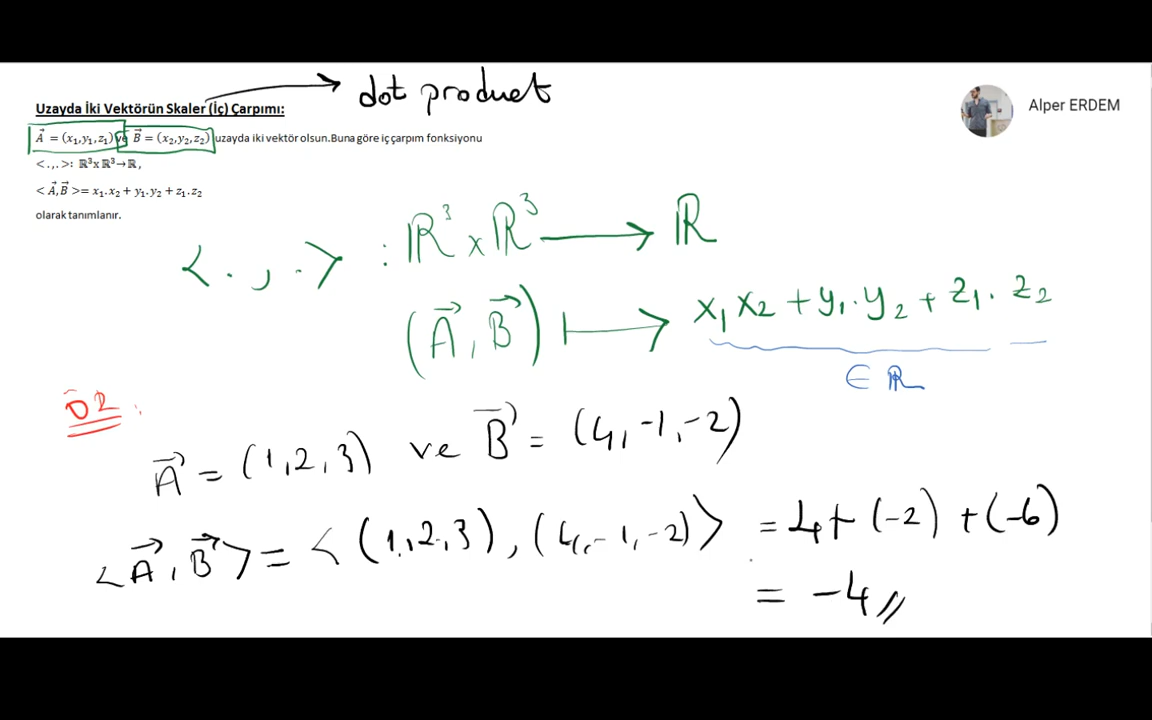 dot product
Uzayda İki Vektörün Skaler (İç) Çarpımı:
Alper ERDEM
A⃗ = (x₁,y₁,z₁) ve B⃗ = (x₂,y₂,z₂) uzayda iki vektör olsun.Buna göre iç çarpım fonksiyonu
<.,.>: ℝ³xℝ³→ℝ,
< A⃗,B⃗ >= x₁.x₂ + y₁.y₂ + z₁.z₂
olarak tanımlanır.
< . , . > : ℝ³ x ℝ³ ⟶ ℝ
(A⃗, B⃗) ⟼ x₁ x₂ + y₁. y₂ + z₁. z₂
∈ ℝ
A⃗ = (1,2,3) ve B⃗ = (4,-1,-2)
<A⃗, B⃗> = < (1,2,3), (4,-1,-2) > = 4 + (-2) + (-6)
= -4 //